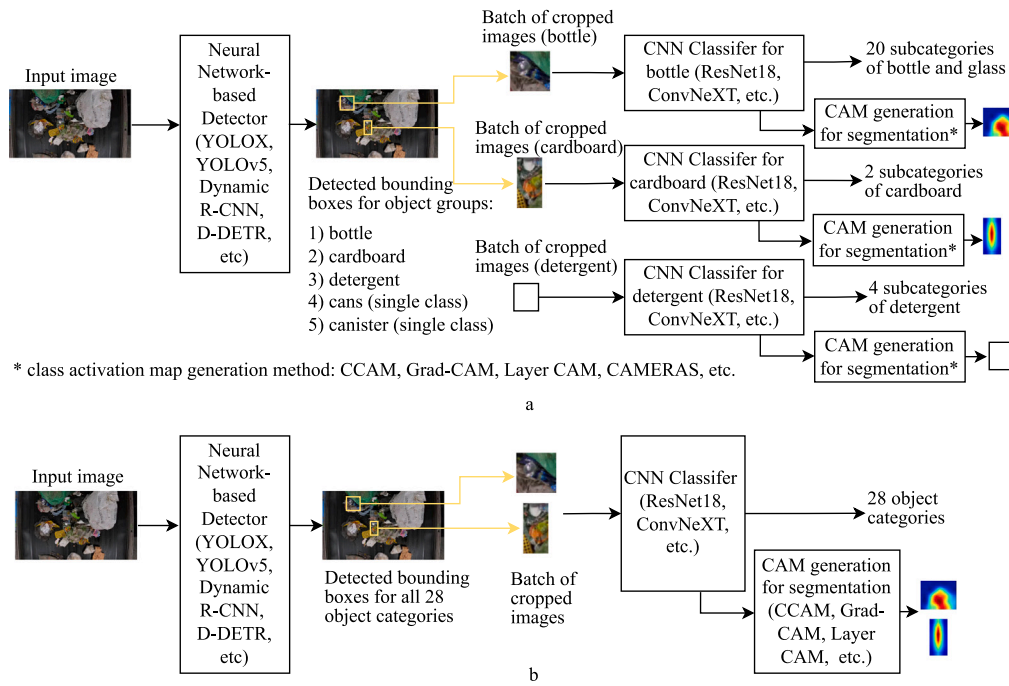 Input image
Neural
Network-
based
Detector
(YOLOX,
YOLOv5,
Dynamic
R-CNN,
D-DETR,
etc)
Detected bounding
boxes for object groups:
1) bottle
2) cardboard
3) detergent
4) cans (single class)
5) canister (single class)
Batch of cropped
images (bottle)
CNN Classifer for
bottle (ResNet18,
ConvNeXT, etc.)
20 subcategories
of bottle and glass
CAM generation
for segmentation*
Batch of cropped
images (cardboard)
CNN Classifer for
cardboard (ResNet18,
ConvNeXT, etc.)
2 subcategories
of cardboard
CAM generation
for segmentation*
Batch of cropped
images (detergent)
CNN Classifer for
detergent (ResNet18,
ConvNeXT, etc.)
4 subcategories
of detergent
CAM generation
for segmentation*
* class activation map generation method: CCAM, Grad-CAM, Layer CAM, CAMERAS, etc.
a
Input image
Neural
Network-
based
Detector
(YOLOX,
YOLOv5,
Dynamic
R-CNN,
D-DETR,
etc)
Detected bounding
boxes for all 28
object categories
Batch of
cropped
images
CNN Classifer
(ResNet18,
ConvNeXT,
etc.)
28 object
categories
CAM generation
for segmentation
(CCAM, Grad-
CAM, Layer
CAM, etc.)
b